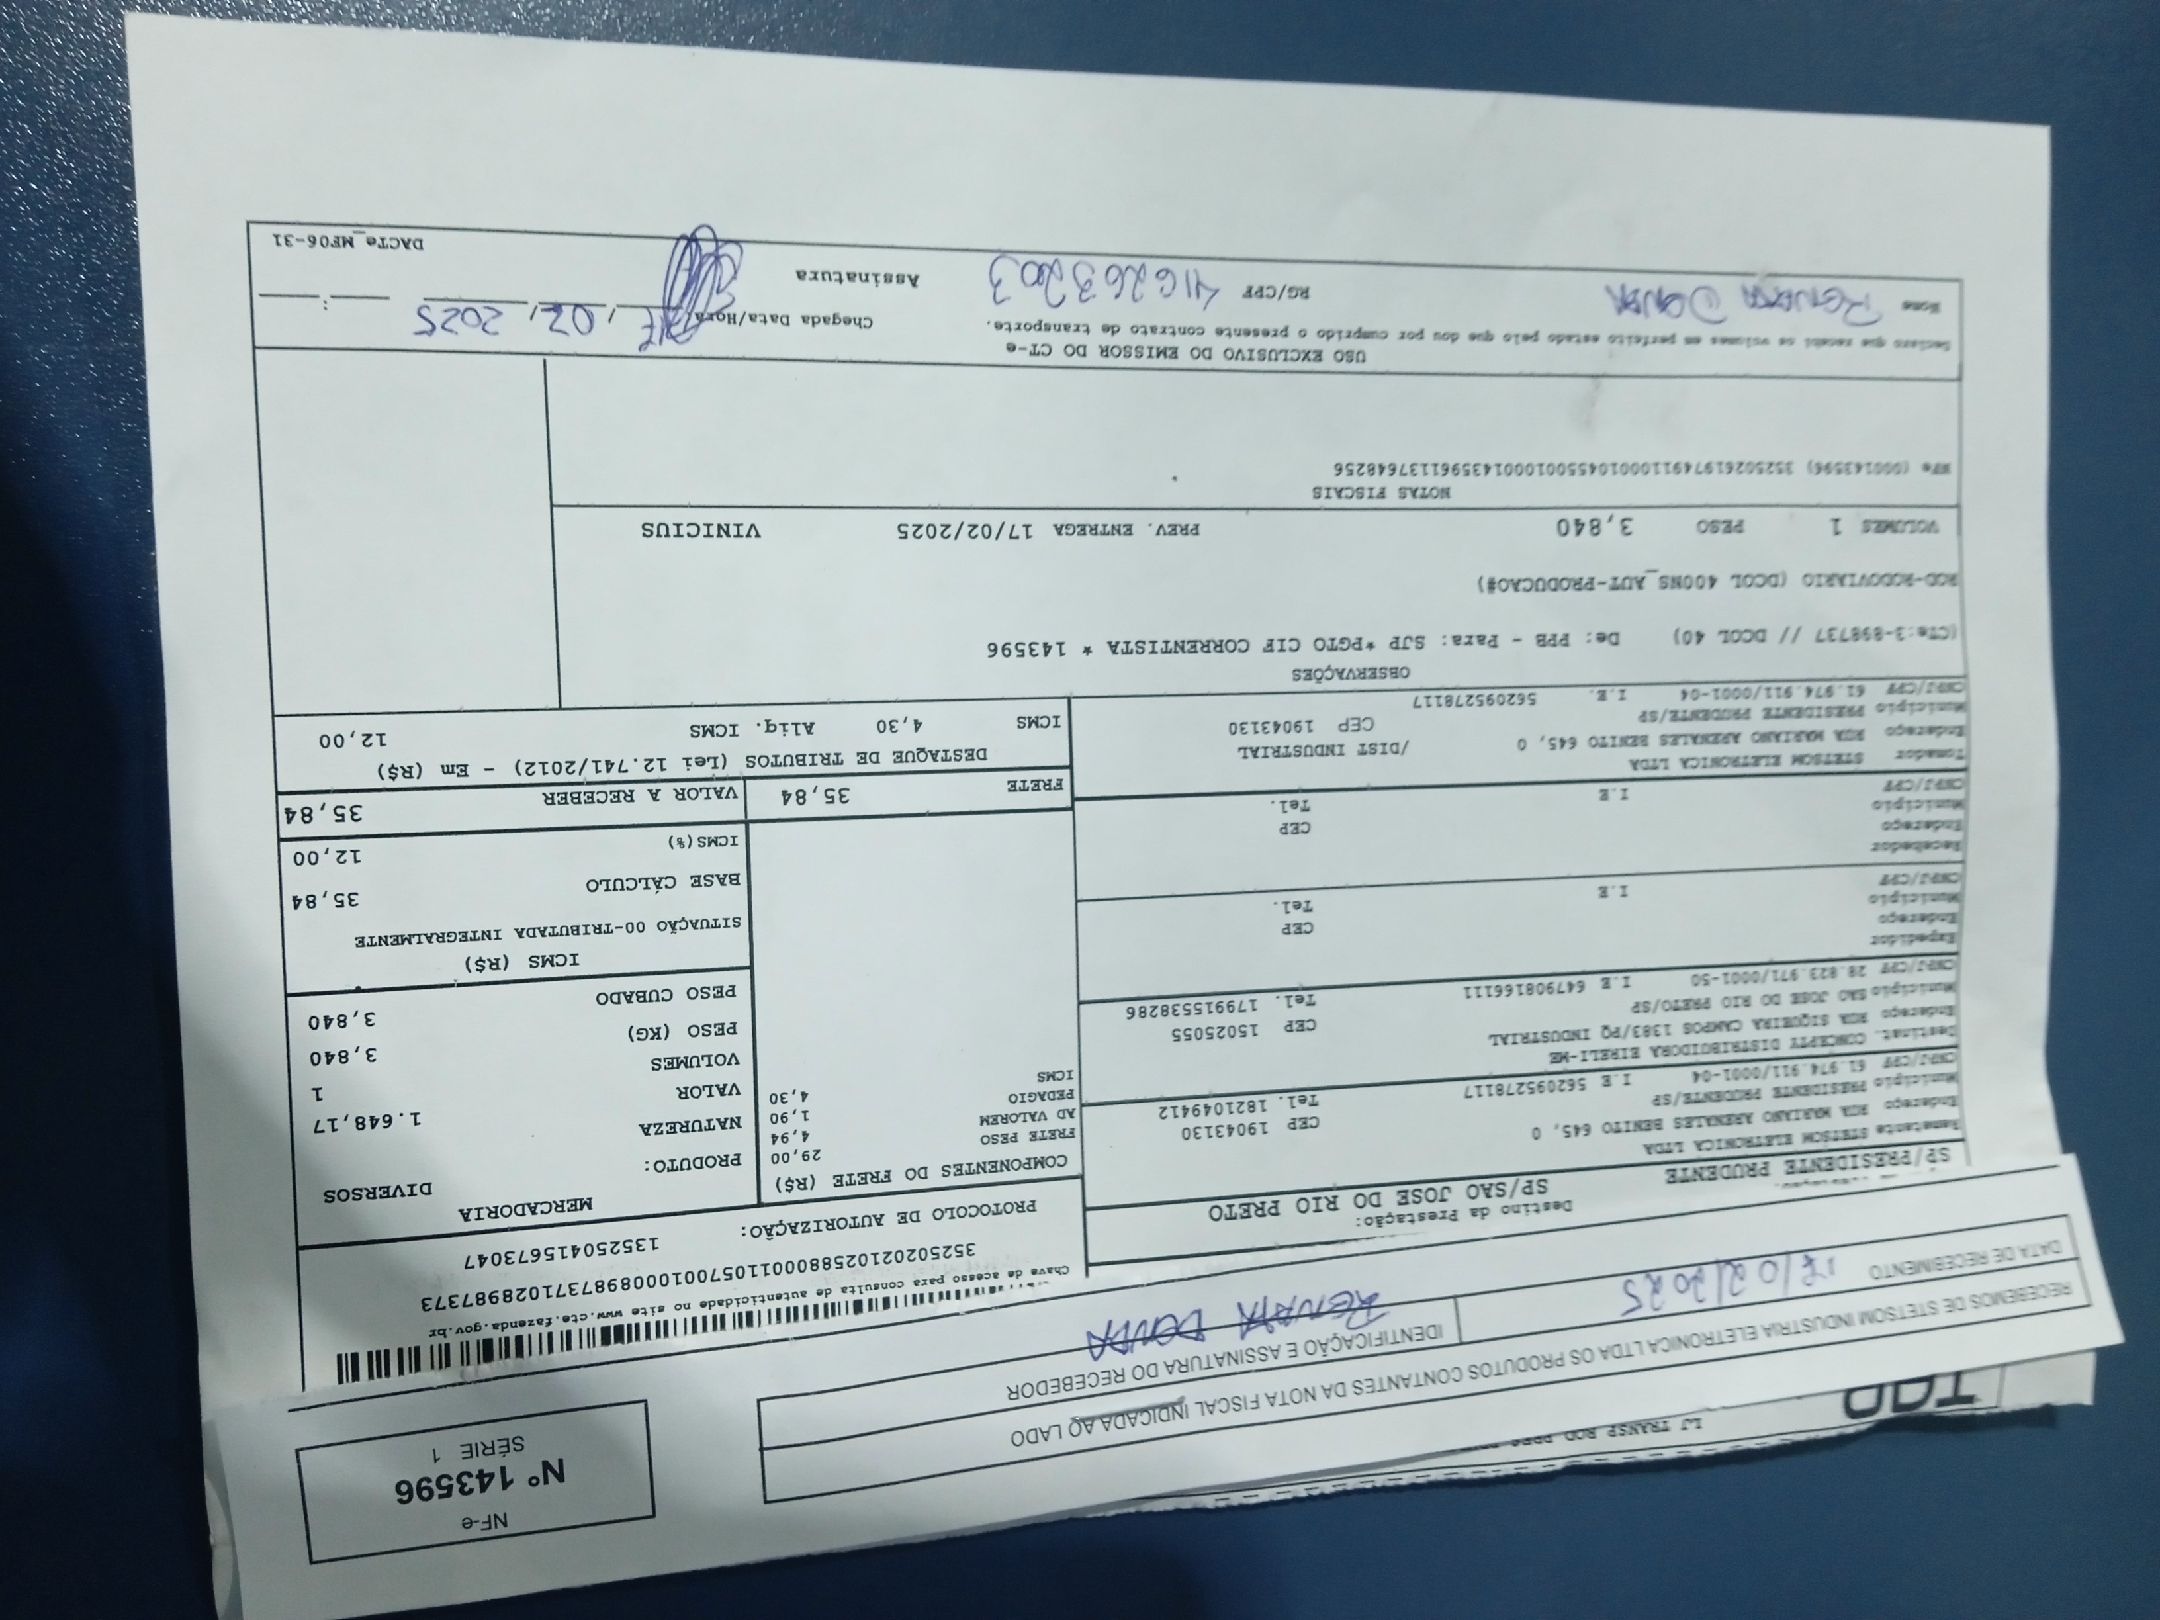 LJ TRANSP ROD
NF-e
Nº 143596
SÉRIE 1
RECEBEMOS DE STETSOM INDUSTRIA ELETRONICA LTDA OS PRODUTOS CONTANTES DA NOTA FISCAL INDICADA AO LADO
DATA DE RECEBIMENTO
17/02/2025
IDENTIFICAÇÃO E ASSINATURA DO RECEBEDOR
RENATA DONDA
Chave de acesso para consulta de autenticidade no site www.cte.fazenda.gov.br
PROTOCOLO DE AUTORIZAÇÃO: 135250415673047
Destino da Prestação:
SP/PRESIDENTE PRUDENTE SP/SAO JOSE DO RIO PRETO
Remetente STETSOM ELETRONICA LTDA
Endereço RUA MARIANO ARENALES BENITO 645, 0 CEP 19043130
Município PRESIDENTE PRUDENTE/SP Tel. 1821049412
CNPJ/CPF 61.974.911/0001-04 I.E 562095278117
Destinat. CONCEPTY DISTRIBUIDORA EIRELI-ME
Endereço RUA SIQUEIRA CAMPOS 1383/PQ INDUSTRIAL CEP 15025055
Município SAO JOSE DO RIO PRETO/SP Tel. 179915538286
CNPJ/CPF 28.823.971/0001-50 I.E 647908166111
Expedidor
Endereço CEP
Município Tel.
CNPJ/CPF I.E
Recebedor
Endereço CEP
Município Tel.
CNPJ/CPF I.E
Tomador STETSOM ELETRONICA LTDA
Endereço RUA MARIANO ARENALES BENITO 645, 0 /DIST INDUSTRIAL
Município PRESIDENTE PRUDENTE/SP CEP 19043130
CNPJ/CPF 61.974.911/0001-04 I.E. 562095278117
COMPONENTES DO FRETE (R$)
FRETE PESO 29,00
AD VALOREM 4,94
PEDAGIO 1,90
ICMS 4,30
MERCADORIA
PRODUTO: DIVERSOS
NATUREZA
VALOR 1.648,17
VOLUMES 1
PESO (KG) 3,840
PESO CUBADO 3,840
ICMS (R$)
SITUAÇÃO 00-TRIBUTADA INTEGRALMENTE
BASE CÁLCULO 35,84
ICMS(%) 12,00
FRETE 35,84 VALOR A RECEBER 35,84
DESTAQUE DE TRIBUTOS (Lei 12.741/2012) - Em (R$)
ICMS 4,30 Aliq. ICMS 12,00
OBSERVAÇÕES
(CTe:3-898737 // DCOL 40) De: PPB - Para: SJP *PGTO CIF CORRENTISTA * 143596
ROD-RODOVIARIO (DCOL 400NS_AUT-PRODUCAO#)
VOLUMES 1 PESO 3,840 PREV. ENTREGA 17/02/2025 VINICIUS
NOTAS FISCAIS
NFe (000143596)
USO EXCLUSIVO DO EMISSOR DO CT-e
Declaro que recebi os volumes em perfeito estado pelo que dou por cumprido o presente contrato de transporte.
Chegada Data/Hora 17/02/2025
Nome RENATA DONDA RG/CPF 416263203 Assinatura
DACTe_MF06-31